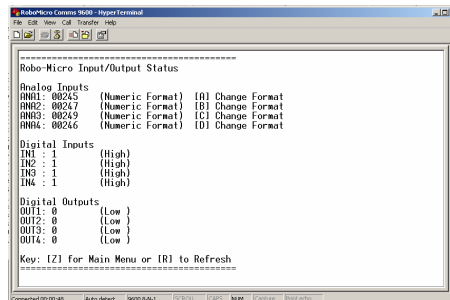 RoboMicro Comms 9600 - HyperTerminal
File Edit View Call Transfer Help
========================================
Robo-Micro Input/Output Status
Analog Inputs
ANA1: 00245 (Numeric Format) [A] Change Format
ANA2: 00247 (Numeric Format) [B] Change Format
ANA3: 00249 (Numeric Format) [C] Change Format
ANA4: 00246 (Numeric Format) [D] Change Format
Digital Inputs
IN1 : 1 (High)
IN2 : 1 (High)
IN3 : 1 (High)
IN4 : 1 (High)
Digital Outputs
OUT1: 0 (Low )
OUT2: 0 (Low )
OUT3: 0 (Low )
OUT4: 0 (Low )
Key: [Z] for Main Menu or [R] to Refresh
========================================
Connected 00:00:48 Auto detect 9600 8-N-1 SCROLL CAPS NUM Capture Print echo